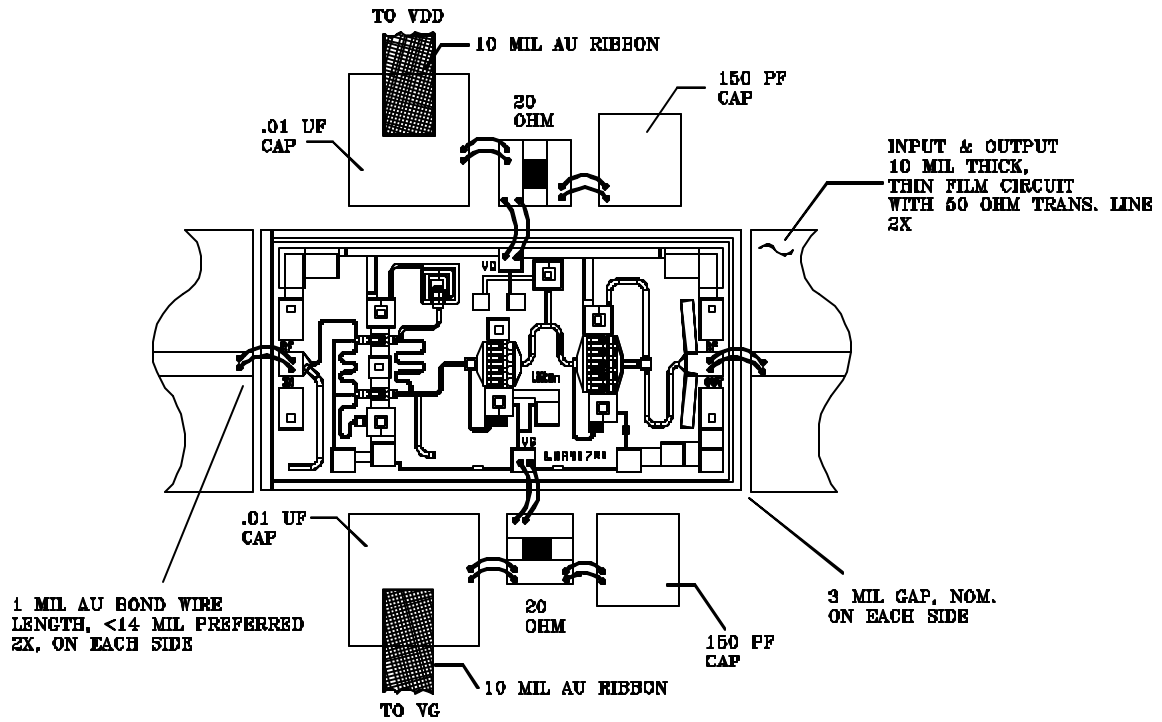 TO VDD
10 MIL AU RIBBON
150 PF
CAP
20
OHM
.01 UF
CAP
INPUT & OUTPUT
10 MIL THICK,
THIN FILM CIRCUIT
WITH 50 OHM TRANS. LINE
2X
VD
RF
IN
OUT
VG
.01 UF
CAP
1 MIL AU BOND WIRE
LENGTH, <14 MIL PREFERRED
2X, ON EACH SIDE
20
OHM
3 MIL GAP, NOM.
ON EACH SIDE
150 PF
CAP
10 MIL AU RIBBON
TO VG